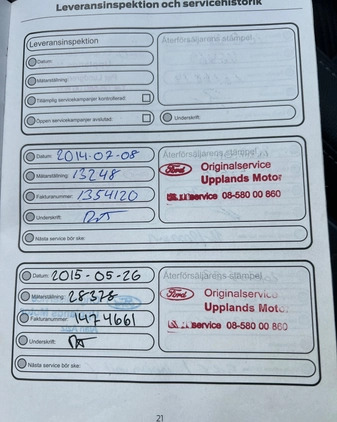 Leveransinspektion och servicehistorik
Leveransinspektion
Återförsäljarens stämpel
Datum:
Mätarställning:
Tillämplig servicekampanjer kontrollerad:
Öppen servicekampanjer avslutad:
Underskrift:
Datum: 2014-07-08
Återförsäljarens stämpel
Mätarställning: 13248
Ford Originalservice
Upplands Motor
Fakturanummer: 1354120
service 08-580 00 860
Underskrift:
Nästa service bör ske:
Datum: 2015-05-26
Återförsäljarens stämpel
Mätarställning: 28378
Ford Originalservice
Upplands Motor
Fakturanummer: 1474661
service 08-580 00 860
Underskrift:
Nästa service bör ske:
21